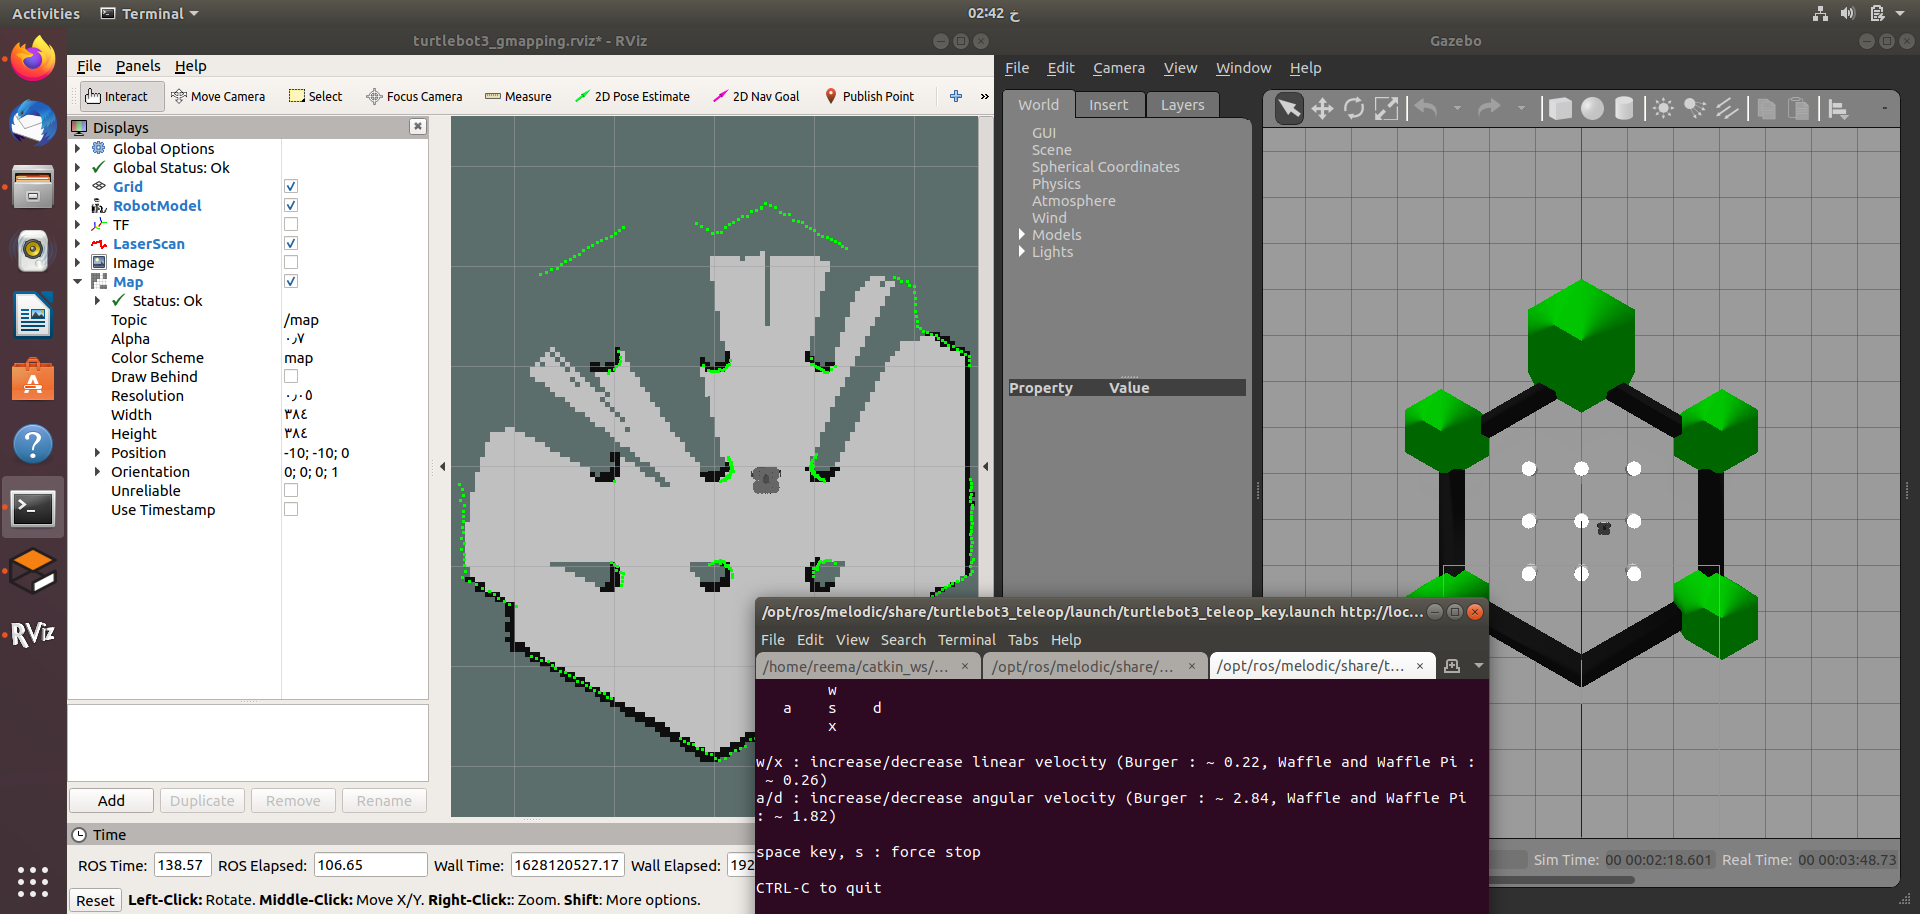 Activities
Terminal
02:42 خ
turtlebot3_gmapping.rviz* - RViz
File Panels Help
Interact
Move Camera
Select
Focus Camera
Measure
2D Pose Estimate
2D Nav Goal
Publish Point
»
Displays
Global Options
Global Status: Ok
Grid
RobotModel
TF
LaserScan
Image
Map
Status: Ok
Topic /map
Alpha ٠٫٧
Color Scheme map
Draw Behind
Resolution ٠٫٠٥
Width ٣٨٤
Height ٣٨٤
Position -10; -10; 0
Orientation 0; 0; 0; 1
Unreliable
Use Timestamp
Add Duplicate Remove Rename
Time
ROS Time: 138.57 ROS Elapsed: 106.65 Wall Time: 1628120527.17 Wall Elapsed: 192
Reset Left-Click: Rotate. Middle-Click: Move X/Y. Right-Click:: Zoom. Shift: More options.
RViz
Gazebo
File Edit Camera View Window Help
World Insert Layers
GUI
Scene
Spherical Coordinates
Physics
Atmosphere
Wind
Models
Lights
Property Value
Sim Time: 00 00:02:18.601 Real Time: 00 00:03:48.73
/opt/ros/melodic/share/turtlebot3_teleop/launch/turtlebot3_teleop_key.launch http://loc...
File Edit View Search Terminal Tabs Help
/home/reema/catkin_ws/... × /opt/ros/melodic/share/... × /opt/ros/melodic/share/t... ×
w
a s d
x
w/x : increase/decrease linear velocity (Burger : ~ 0.22, Waffle and Waffle Pi :
~ 0.26)
a/d : increase/decrease angular velocity (Burger : ~ 2.84, Waffle and Waffle Pi
: ~ 1.82)
space key, s : force stop
CTRL-C to quit